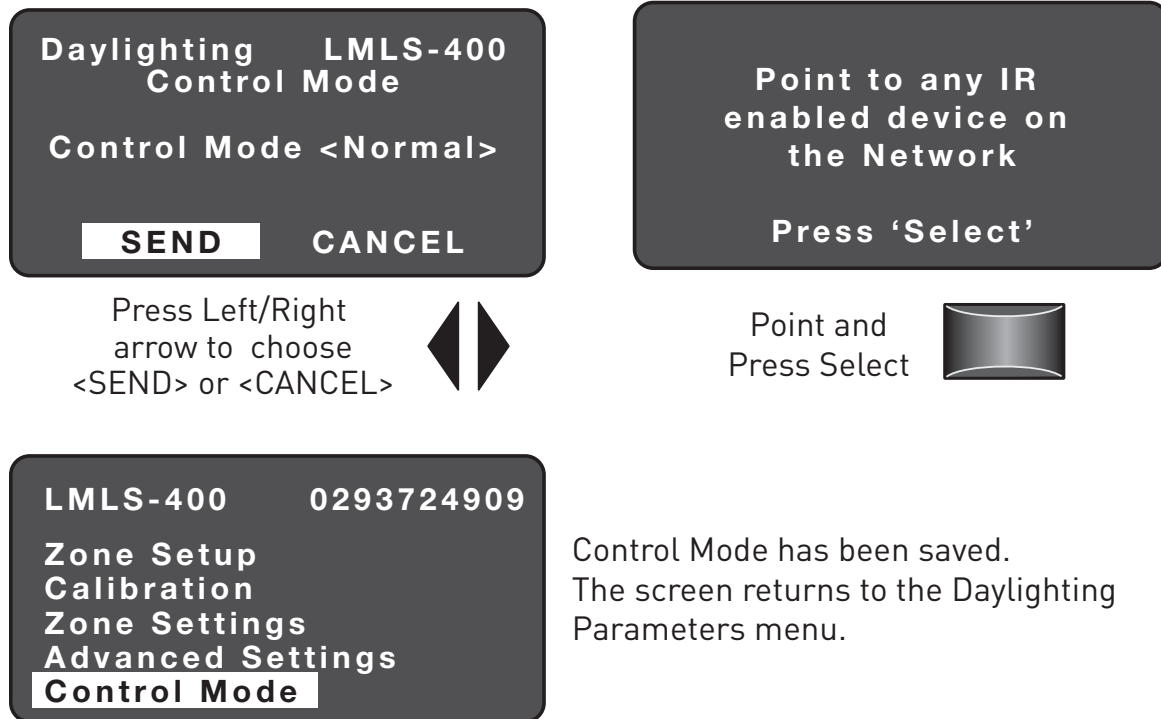 Daylighting LMLS-400
Control Mode
Control Mode <Normal>
SEND CANCEL
Press Left/Right
arrow to choose
<SEND> or <CANCEL>
Point to any IR
enabled device on
the Network
Press ‘Select’
Point and
Press Select
LMLS-400 0293724909
Zone Setup
Calibration
Zone Settings
Advanced Settings
Control Mode
Control Mode has been saved.
The screen returns to the Daylighting
Parameters menu.